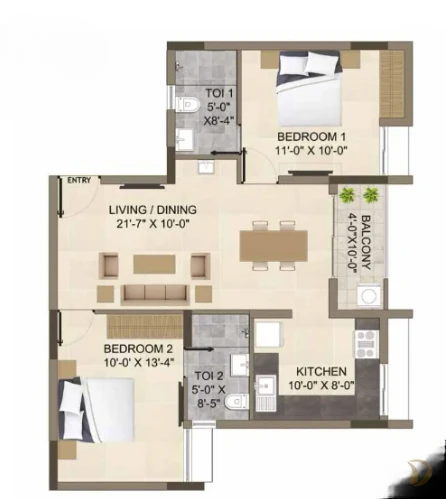 TOI 1
5'-0"
X8'-4"
BEDROOM 1
11'-0" X 10'-0"
ENTRY
LIVING / DINING
21'-7" X 10'-0"
BALCONY
4'-0"X10'-0"
BEDROOM 2
10'-0' X 13'-4"
TOI 2
5'-0" X
8'-5"
KITCHEN
10'-0" X 8'-0"